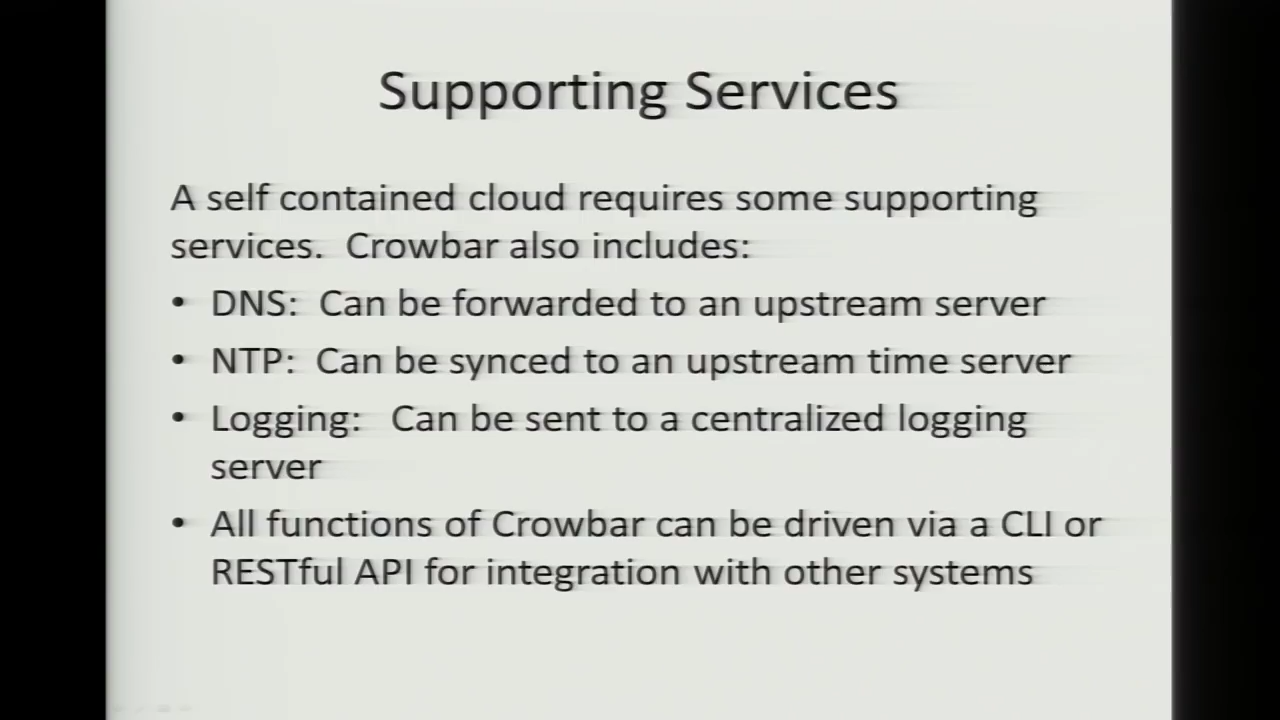 Supporting Services
A self contained cloud requires some supporting
services.  Crowbar also includes:
• DNS:  Can be forwarded to an upstream server
• NTP:  Can be synced to an upstream time server
• Logging:   Can be sent to a centralized logging
server
• All functions of Crowbar can be driven via a CLI or
RESTful API for integration with other systems